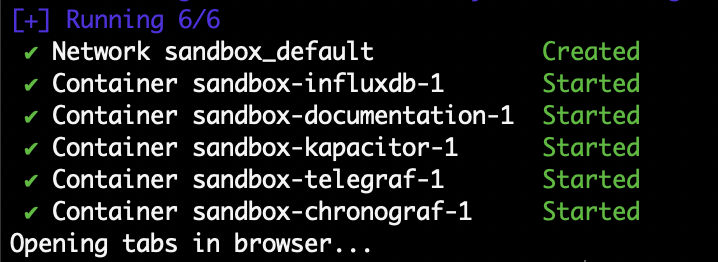 [+] Running 6/6
✔ Network sandbox_default Created
✔ Container sandbox-influxdb-1 Started
✔ Container sandbox-documentation-1 Started
✔ Container sandbox-kapacitor-1 Started
✔ Container sandbox-telegraf-1 Started
✔ Container sandbox-chronograf-1 Started
Opening tabs in browser...